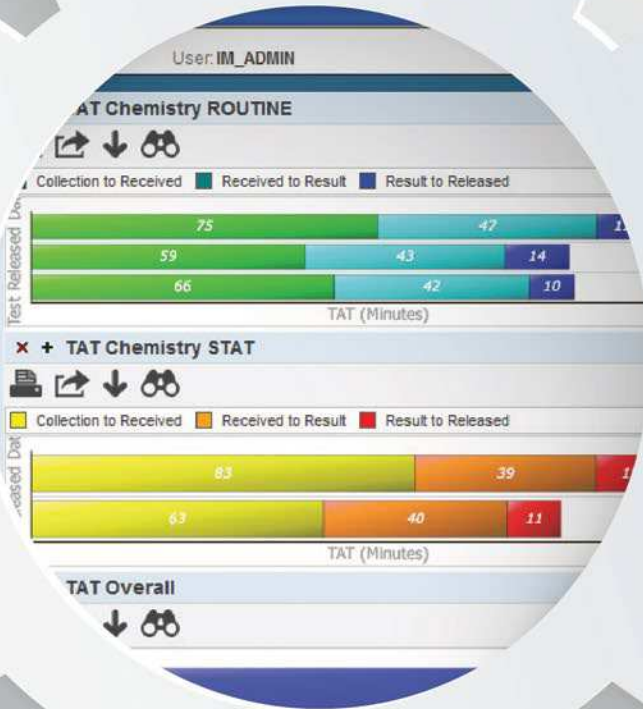 User: IM_ADMIN
TAT Chemistry ROUTINE
Collection to Received Received to Result Result to Released
Test Released
75 47
59 43 14
66 42 10
TAT (Minutes)
× + TAT Chemistry STAT
Collection to Received Received to Result Result to Released
83 39
63 40 11
TAT (Minutes)
TAT Overall